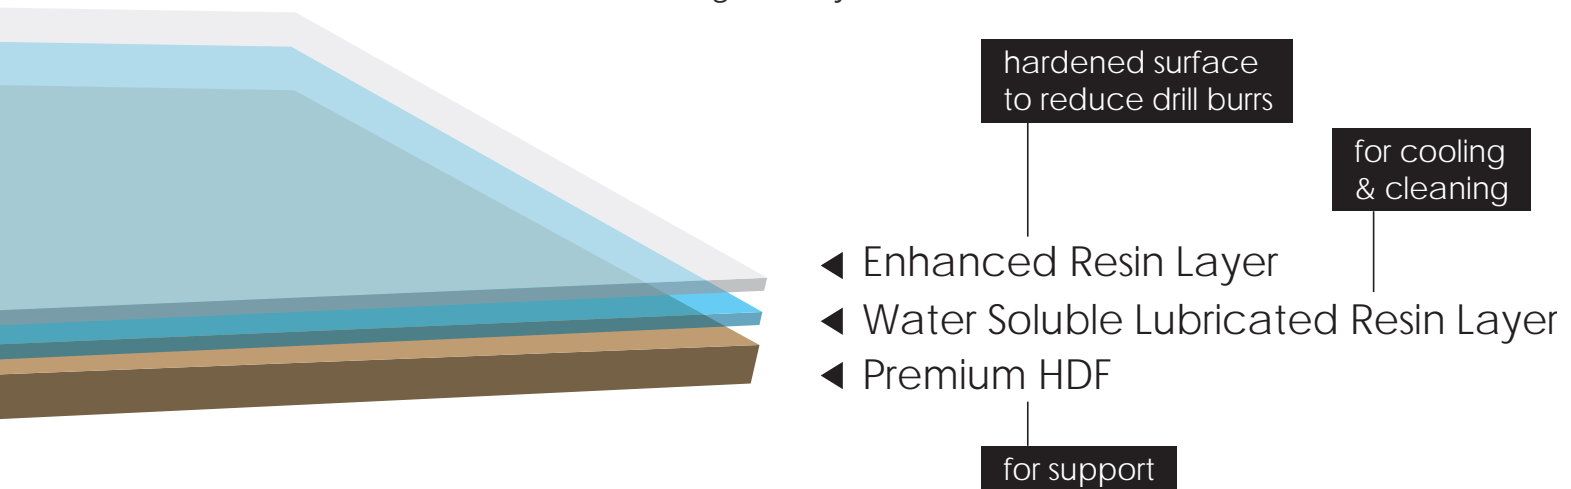 hardened surface
to reduce drill burrs
for cooling
& cleaning
Enhanced Resin Layer
Water Soluble Lubricated Resin Layer
Premium HDF
for support